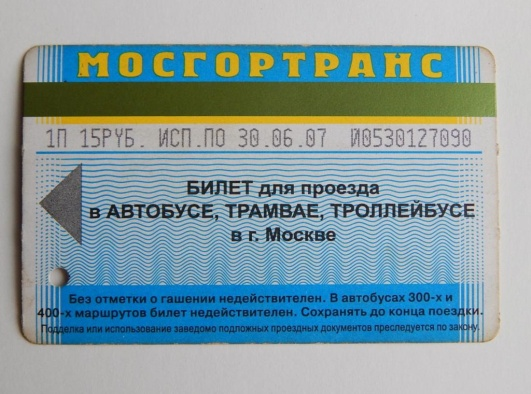 МОСГОРТРАНС
1П 15РУБ. ИСП.ПО 30.06.07 И0530127090
БИЛЕТ для проезда
в АВТОБУСЕ, ТРАМВАЕ, ТРОЛЛЕЙБУСЕ
в г. Москве
Без отметки о гашении недействителен. В автобусах 300-х и
400-х маршрутов билет недействителен. Сохранять до конца поездки.
Подделка или использование заведомо подложных проездных документов преследуется по закону.